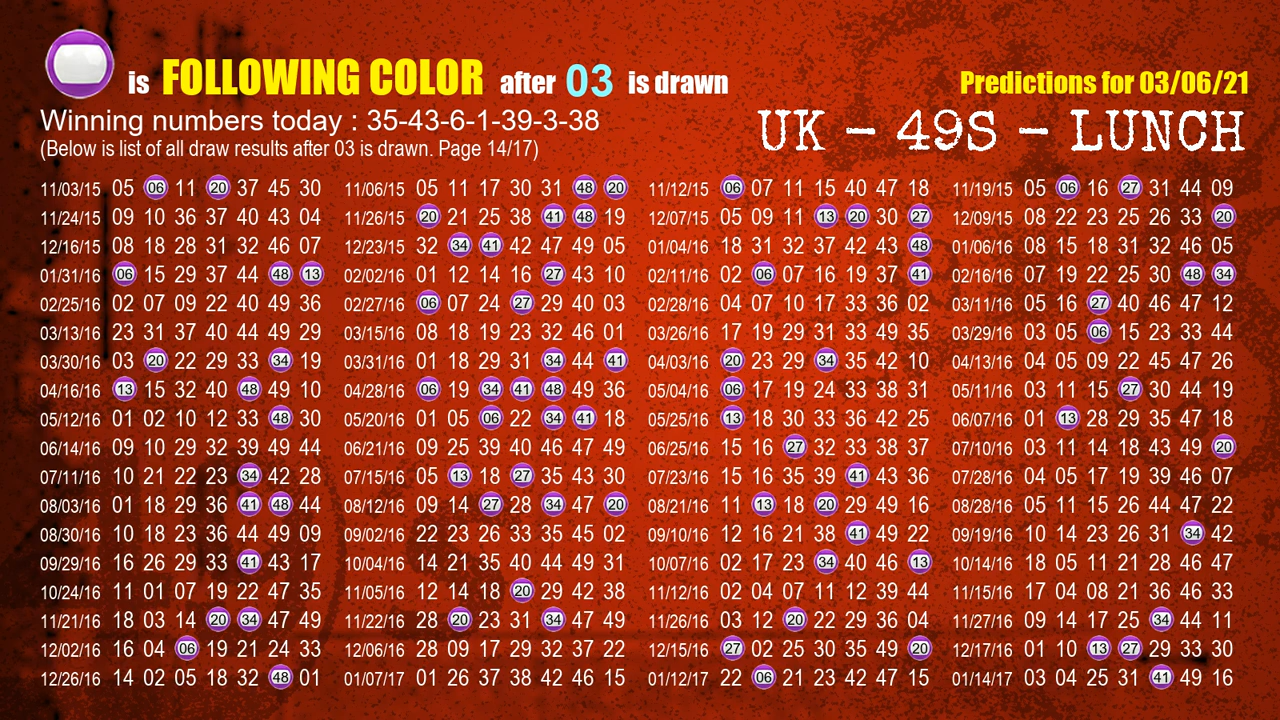 is FOLLOWING COLOR after 03 is drawn
Predictions for 03/06/21
Winning numbers today : 35-43-6-1-39-3-38
UK - 49S - LUNCH
(Below is list of all draw results after 03 is drawn. Page 14/17)
11/03/15 05 06 11 20 37 45 30 11/06/15 05 11 17 30 31 48 20 11/12/15 06 07 11 15 40 47 18 11/19/15 05 06 16 27 31 44 09
11/24/15 09 10 36 37 40 43 04 11/26/15 20 21 25 38 41 48 19 12/07/15 05 09 11 13 20 30 27 12/09/15 08 22 23 25 26 33 20
12/16/15 08 18 28 31 32 46 07 12/23/15 32 34 41 42 47 49 05 01/04/16 18 31 32 37 42 43 48 01/06/16 08 15 18 31 32 46 05
01/31/16 06 15 29 37 44 48 13 02/02/16 01 12 14 16 27 43 10 02/11/16 02 06 07 16 19 37 41 02/16/16 07 19 22 25 30 48 34
02/25/16 02 07 09 22 40 49 36 02/27/16 06 07 24 27 29 40 03 02/28/16 04 07 10 17 33 36 02 03/11/16 05 16 27 40 46 47 12
03/13/16 23 31 37 40 44 49 29 03/15/16 08 18 19 23 32 46 01 03/26/16 17 19 29 31 33 49 35 03/29/16 03 05 06 15 23 33 44
03/30/16 03 20 22 29 33 34 19 03/31/16 01 18 29 31 34 44 41 04/03/16 20 23 29 34 35 42 10 04/13/16 04 05 09 22 45 47 26
04/16/16 13 15 32 40 48 49 10 04/28/16 06 19 34 41 48 49 36 05/04/16 06 17 19 24 33 38 31 05/11/16 03 11 15 27 30 44 19
05/12/16 01 02 10 12 33 48 30 05/20/16 01 05 06 22 34 41 18 05/25/16 13 18 30 33 36 42 25 06/07/16 01 13 28 29 35 47 18
06/14/16 09 10 29 32 39 49 44 06/21/16 09 25 39 40 46 47 49 06/25/16 15 16 27 32 33 38 37 07/10/16 03 11 14 18 43 49 20
07/11/16 10 21 22 23 34 42 28 07/15/16 05 13 18 27 35 43 30 07/23/16 15 16 35 39 41 43 36 07/28/16 04 05 17 19 39 46 07
08/03/16 01 18 29 36 41 48 44 08/12/16 09 14 27 28 34 47 20 08/21/16 11 13 18 20 29 49 16 08/28/16 05 11 15 26 44 47 22
08/30/16 10 18 23 36 44 49 09 09/02/16 22 23 26 33 35 45 02 09/10/16 12 16 21 38 41 49 22 09/19/16 10 14 23 26 31 34 42
09/29/16 16 26 29 33 41 43 17 10/04/16 14 21 35 40 44 49 31 10/07/16 02 17 23 34 40 46 13 10/14/16 18 05 11 21 28 46 47
10/24/16 11 01 07 19 22 47 35 11/05/16 12 14 18 20 29 42 38 11/12/16 02 04 07 11 12 39 44 11/15/16 17 04 08 21 36 46 33
11/21/16 18 03 14 20 34 47 49 11/22/16 28 20 23 31 34 47 49 11/26/16 03 12 20 22 29 36 04 11/27/16 09 14 17 25 34 44 11
12/02/16 16 04 06 19 21 24 33 12/06/16 28 09 17 29 32 37 22 12/15/16 27 02 25 35 50 49 20 12/17/16 01 10 13 27 29 33 30
12/26/16 14 02 05 18 32 48 01 01/07/17 01 26 37 38 42 46 15 01/12/17 22 06 21 23 42 47 15 01/14/17 03 04 25 31 41 49 16